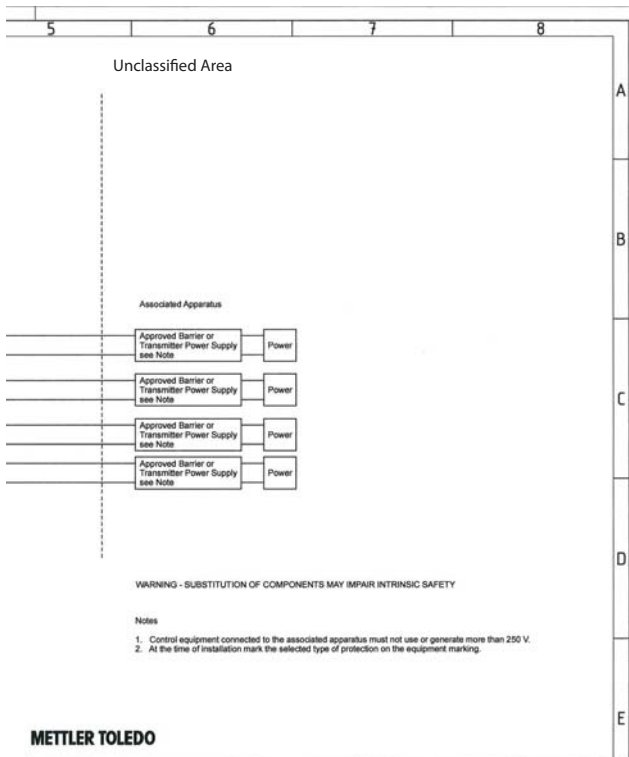 5 6 7 8
Unclassified Area
A
B
Associated Apparatus
Approved Barrier or
Transmitter Power Supply
see Note
Power
C
Approved Barrier or
Transmitter Power Supply
see Note
Power
Approved Barrier or
Transmitter Power Supply
see Note
Power
Approved Barrier or
Transmitter Power Supply
see Note
Power
D
WARNING - SUBSTITUTION OF COMPONENTS MAY IMPAIR INTRINSIC SAFETY
Notes
1. Control equipment connected to the associated apparatus must not use or generate more than 250 V.
2. At the time of installation mark the selected type of protection on the equipment marking.
E
METTLER TOLEDO